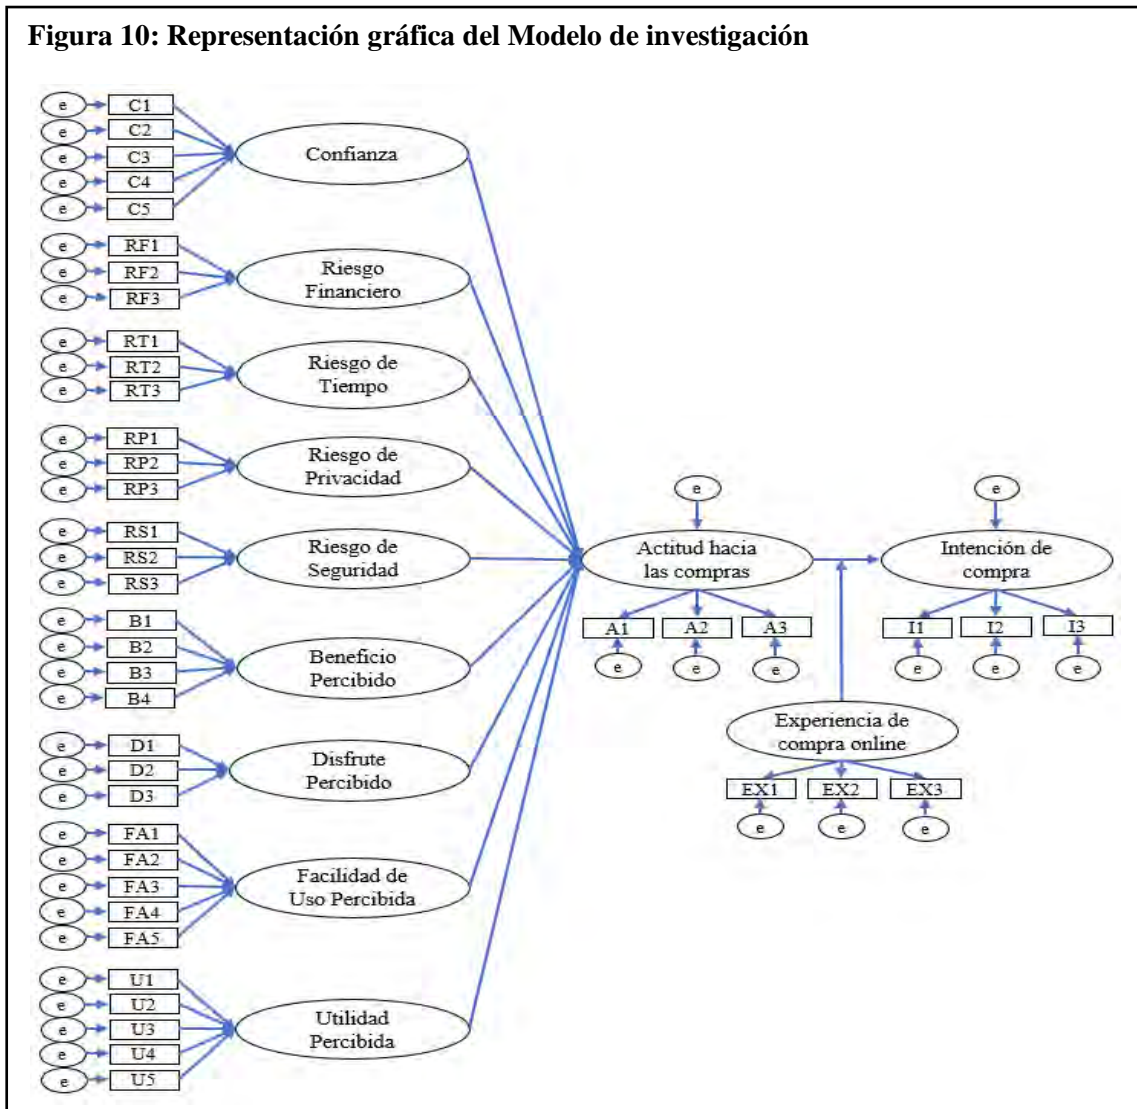 Figura 10: Representación gráfica del Modelo de investigación
e C1
e C2
e C3
e C4
e C5
Confianza
e RF1
e RF2
e RF3
Riesgo
Financiero
e RT1
e RT2
e RT3
Riesgo de
Tiempo
e RP1
e RP2
e RP3
Riesgo de
Privacidad
e RS1
e RS2
e RS3
Riesgo de
Seguridad
e B1
e B2
e B3
e B4
Beneficio
Percibido
e D1
e D2
e D3
Disfrute
Percibido
e FA1
e FA2
e FA3
e FA4
e FA5
Facilidad de
Uso Percibida
e U1
e U2
e U3
e U4
e U5
Utilidad
Percibida
e
Actitud hacia
las compras
A1 A2 A3
e e e
e
Intención de
compra
I1 I2 I3
e e e
Experiencia de
compra online
EX1 EX2 EX3
e e e